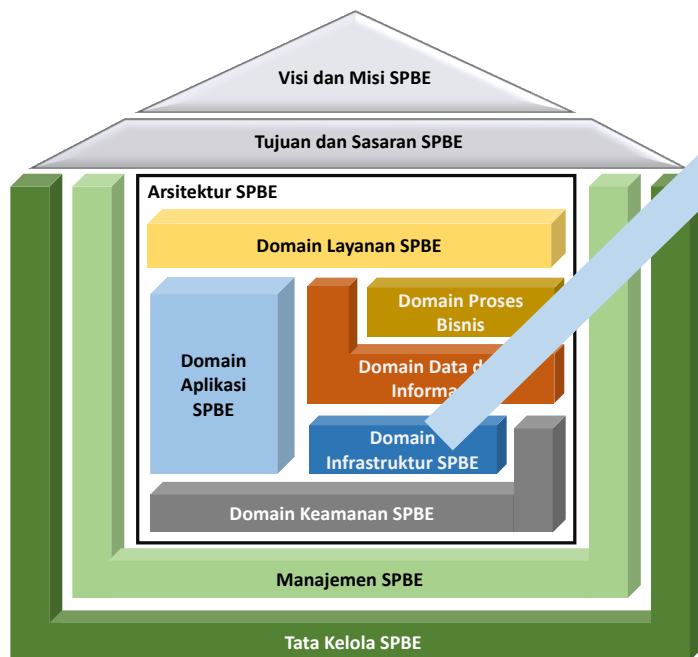 Visi dan Misi SPBE
Tujuan dan Sasaran SPBE
Arsitektur SPBE
Domain Layanan SPBE
Domain Proses
Bisnis
Domain
Aplikasi
SPBE
Domain Data
Domain
Infrastruktur SPBE
Domain Keamanan SPBE
Manajemen SPBE
Tata Kelola SPBE